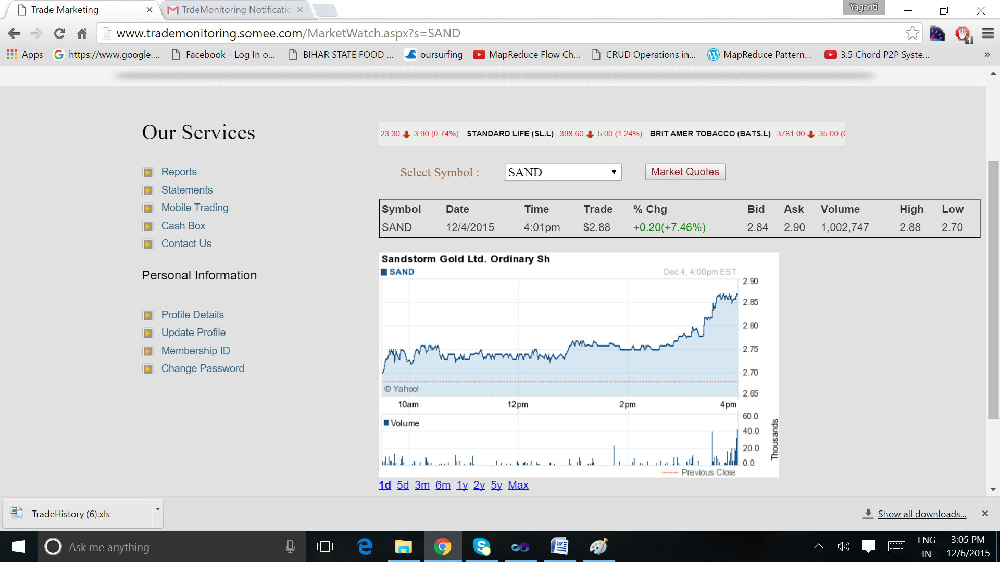 Trade Marketing
TrdeMonitoring Notificatic
Yaganti
www.trademonitoring.somee.com/MarketWatch.aspx?s=SAND
1
Apps
https://www.google....
Facebook - Log In o...
BIHAR STATE FOOD ...
oursurfing
MapReduce Flow Ch...
CRUD Operations in...
MapReduce Pattern...
3.5 Chord P2P Syste...
»
Our Services
Reports
Statements
Mobile Trading
Cash Box
Contact Us
Personal Information
Profile Details
Update Profile
Membership ID
Change Password
23.30 3.90 (0.74%) STANDARD LIFE (SL.L) 398.60 5.00 (1.24%) BRIT AMER TOBACCO (BATS.L) 3781.00 35.00 (
Select Symbol : SAND Market Quotes
Symbol Date Time Trade % Chg Bid Ask Volume High Low
SAND 12/4/2015 4:01pm $2.88 +0.20(+7.46%) 2.84 2.90 1,002,747 2.88 2.70
Sandstorm Gold Ltd. Ordinary Sh
SAND Dec 4, 4:00pm EST
2.90
2.85
2.80
2.75
2.70
2.65
© Yahoo!
10am 12pm 2pm 4pm
Volume
60.0
40.0
20.0
0.0
Thousands
Previous Close
1d 5d 3m 6m 1y 2y 5y Max
TradeHistory (6).xls
Show all downloads...
Ask me anything
ENG
IN
3:05 PM
12/6/2015